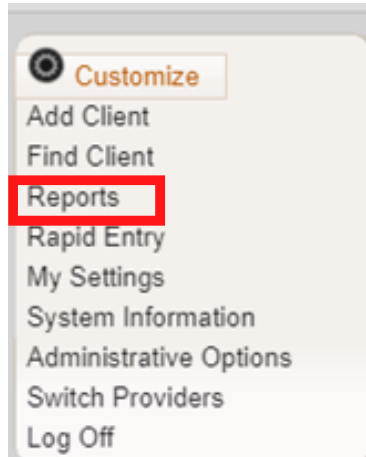 Customize
Add Client
Find Client
Reports
Rapid Entry
My Settings
System Information
Administrative Options
Switch Providers
Log Off